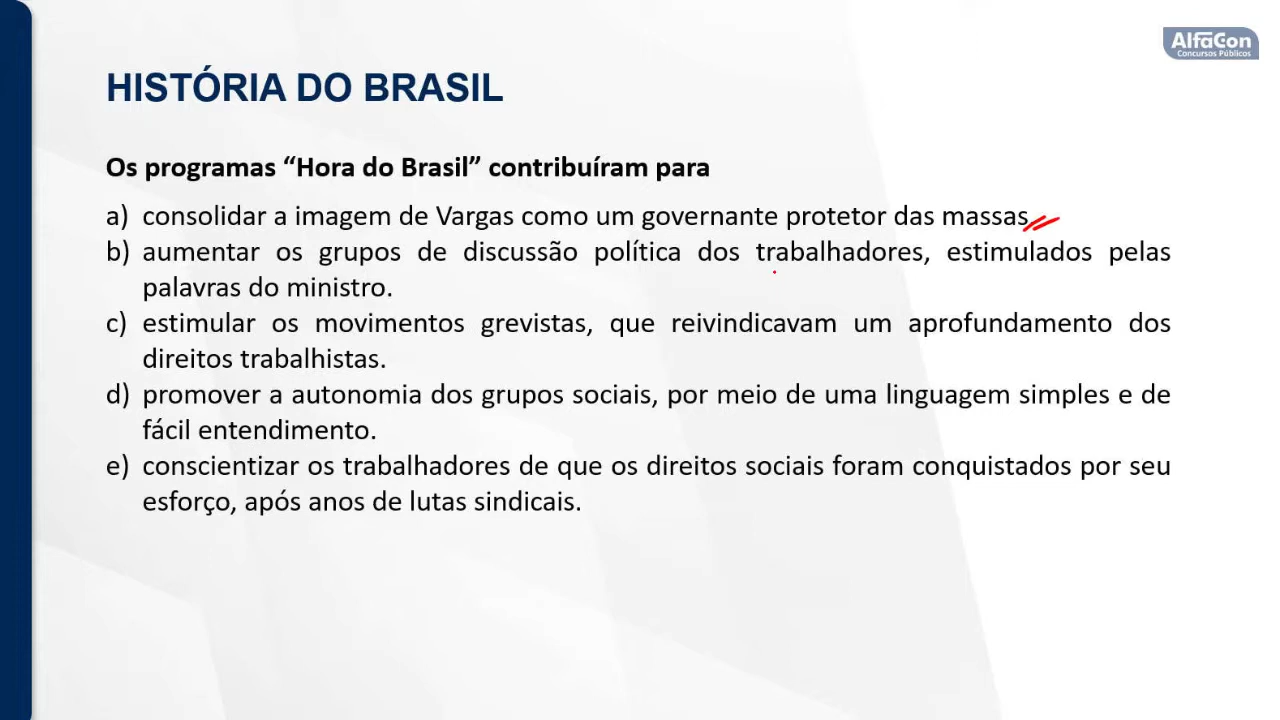 AlfaCon
Concursos Públicos
HISTÓRIA DO BRASIL
Os programas “Hora do Brasil” contribuíram para
a) consolidar a imagem de Vargas como um governante protetor das massas.
b) aumentar os grupos de discussão política dos trabalhadores, estimulados pelas
palavras do ministro.
c) estimular os movimentos grevistas, que reivindicavam um aprofundamento dos
direitos trabalhistas.
d) promover a autonomia dos grupos sociais, por meio de uma linguagem simples e de
fácil entendimento.
e) conscientizar os trabalhadores de que os direitos sociais foram conquistados por seu
esforço, após anos de lutas sindicais.